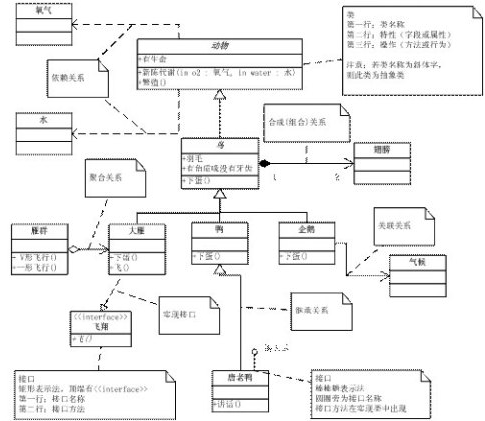 氧气
动物
+有生命
+新陈代谢(in o2 : 氧气, in water : 水)
+繁殖()
类
第一行：类名称
第二行：特性（字段或属性）
第三行：操作（方法或行为）
注意：若类名称为斜体字，
则此类为抽象类
依赖关系
水
合成(组合)关系
鸟
+羽毛
+有角质喙没有牙齿
+下蛋()
1
2
翅膀
聚合关系
雁群
+V形飞行()
+一形飞行()
大雁
+下蛋()
+飞()
鸭
+下蛋()
企鹅
+下蛋()
关联关系
气候
<<interface>>
飞翔
+飞()
实现接口
继承关系
接口
矩形表示法，顶端有<<interface>>
第一行：接口名称
第二行：接口方法
唐老鸭
+讲话()
接口
棒棒糖表示法
圆圈旁为接口名称
接口方法在实现类中出现